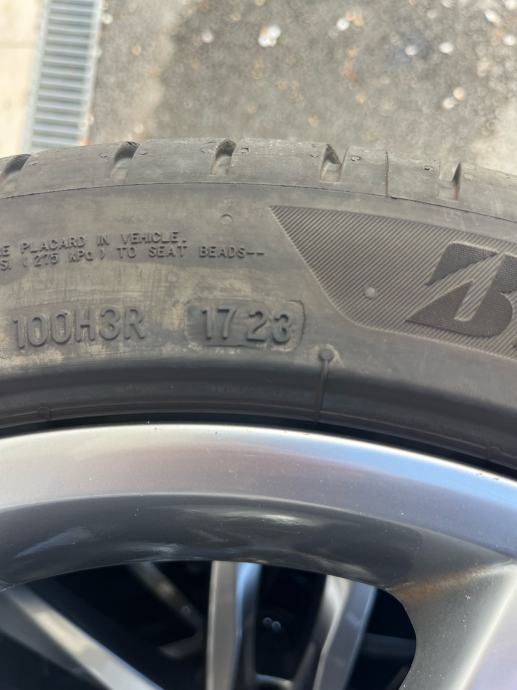 PLACARD IN VEHICLE.
(275 KPa) TO SEAT BEADS--
100H3R 1723
B